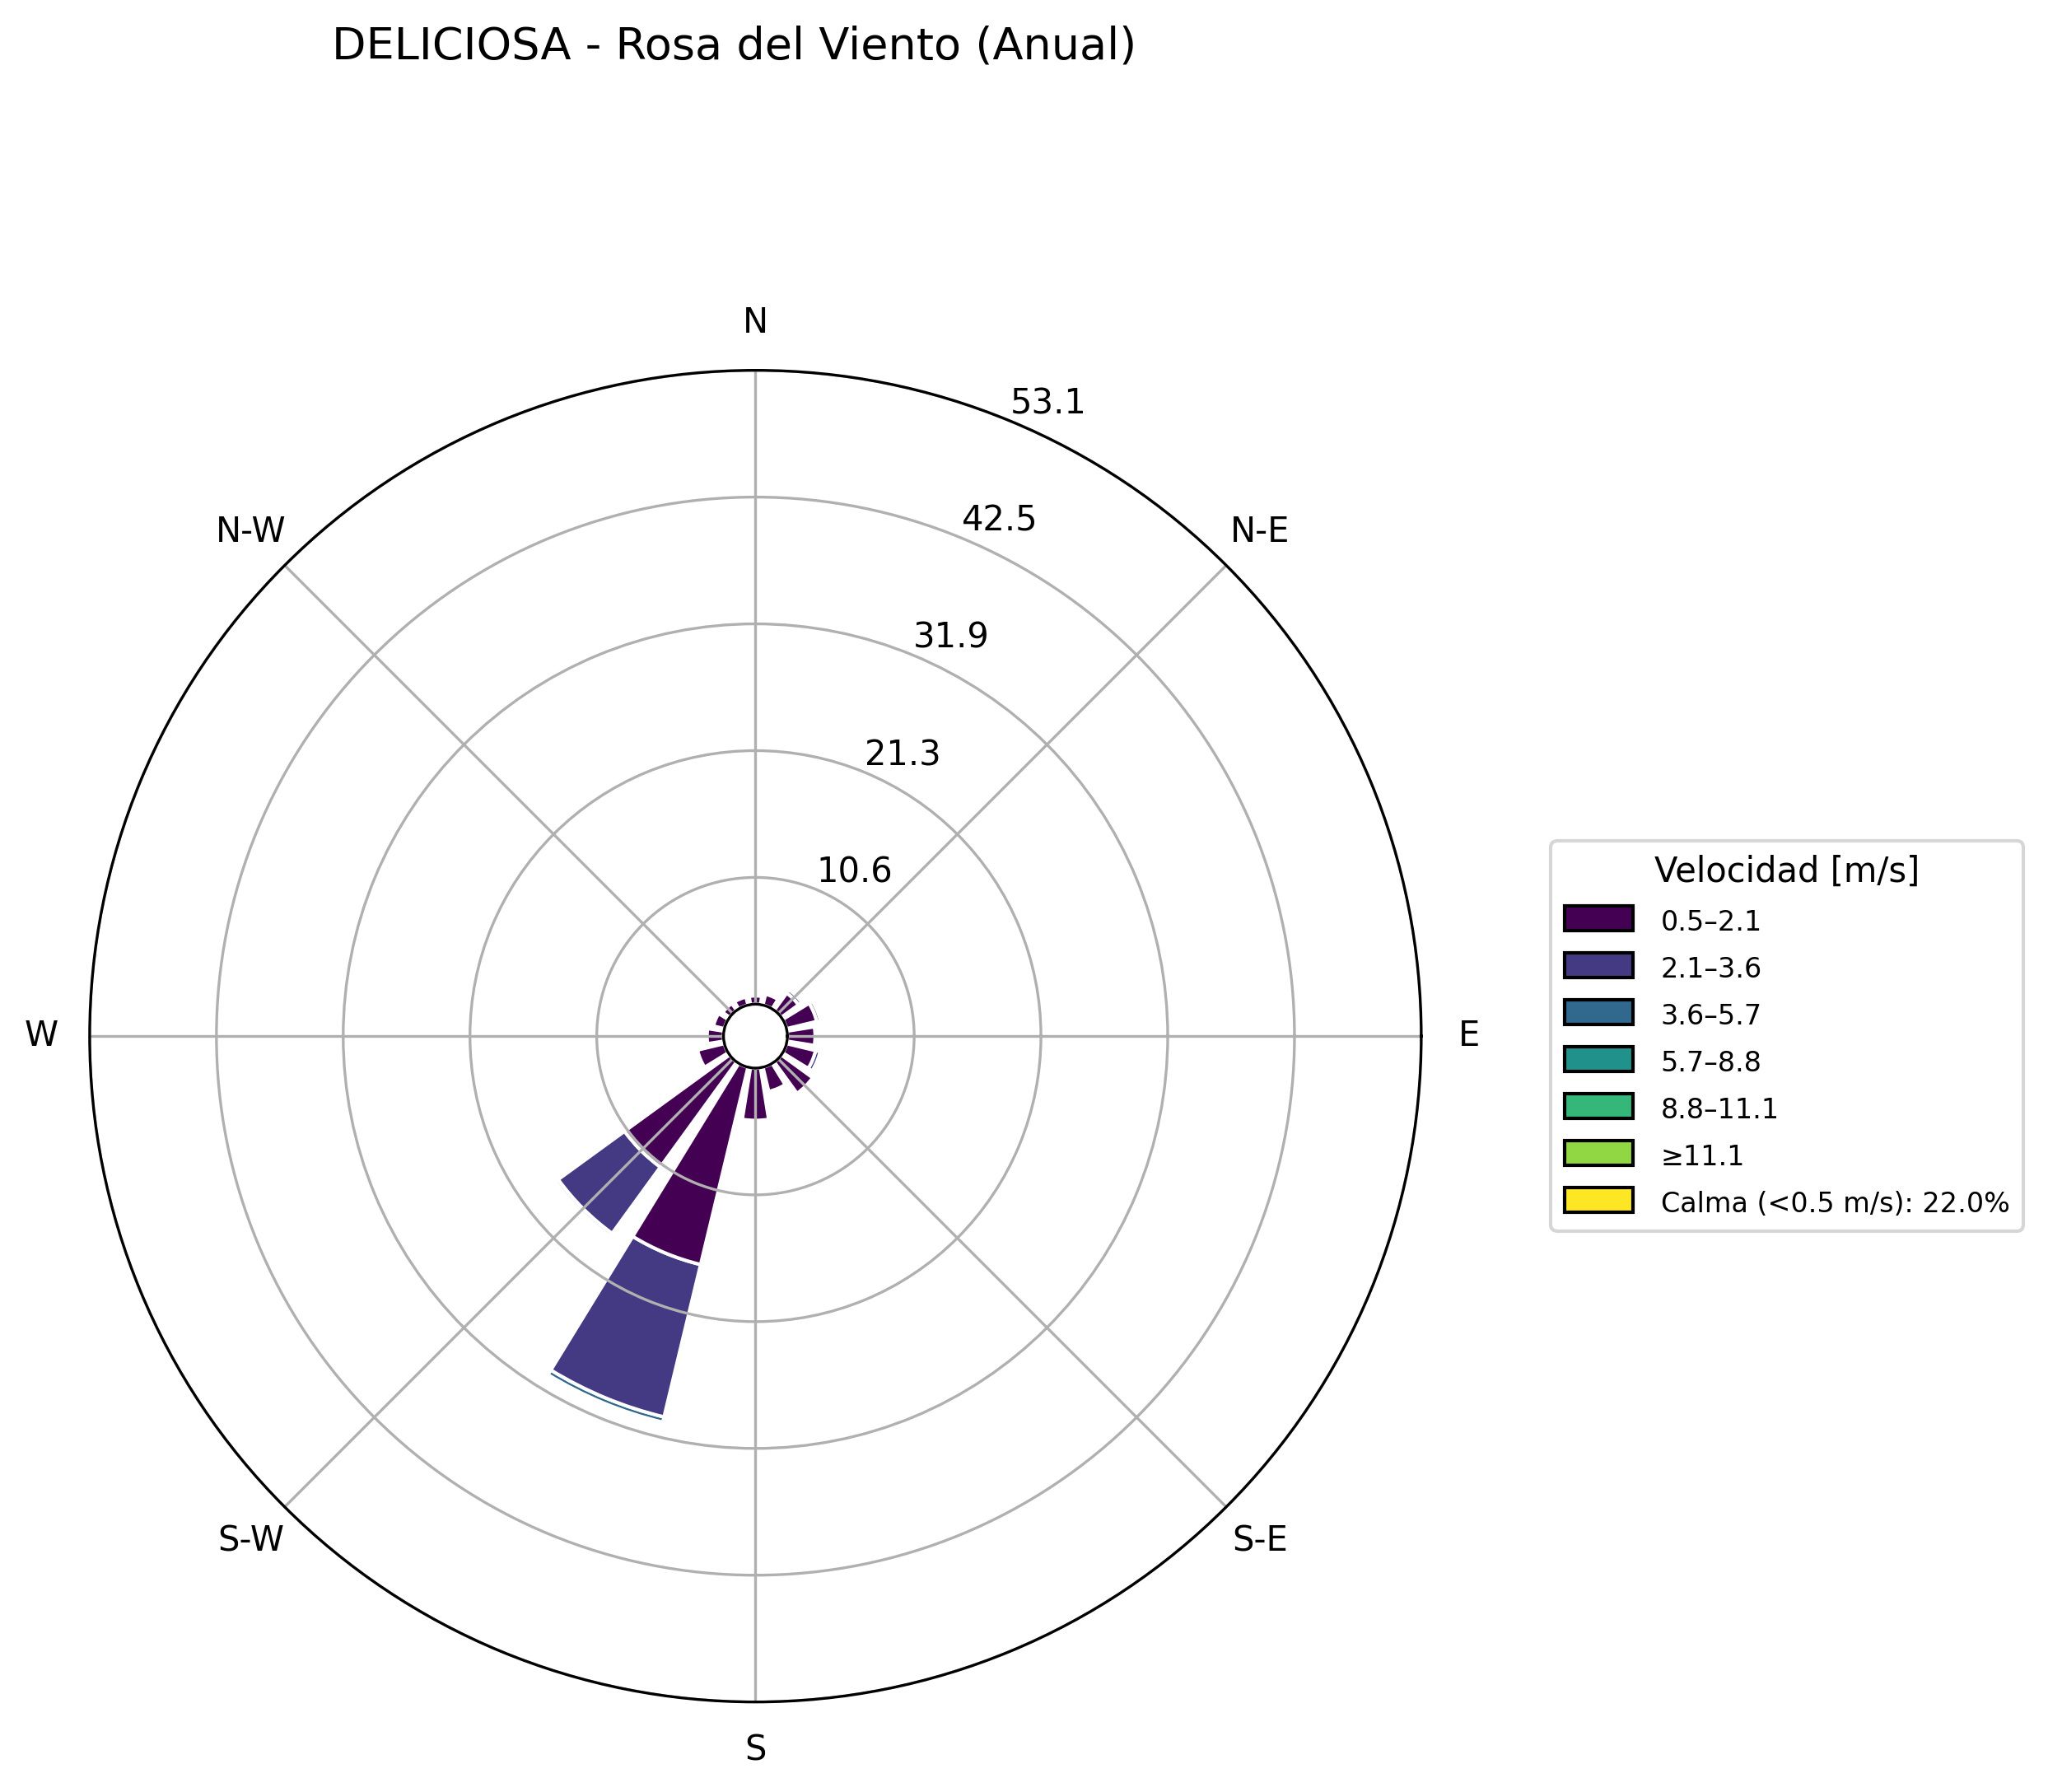 DELICIOSA - Rosa del Viento (Anual)
N
53.1
42.5
N-W
N-E
31.9
21.3
10.6
Velocidad [m/s]
0.5–2.1
2.1–3.6
3.6–5.7
W
E
5.7–8.8
8.8–11.1
≥11.1
Calma (<0.5 m/s): 22.0%
S-W
S-E
S